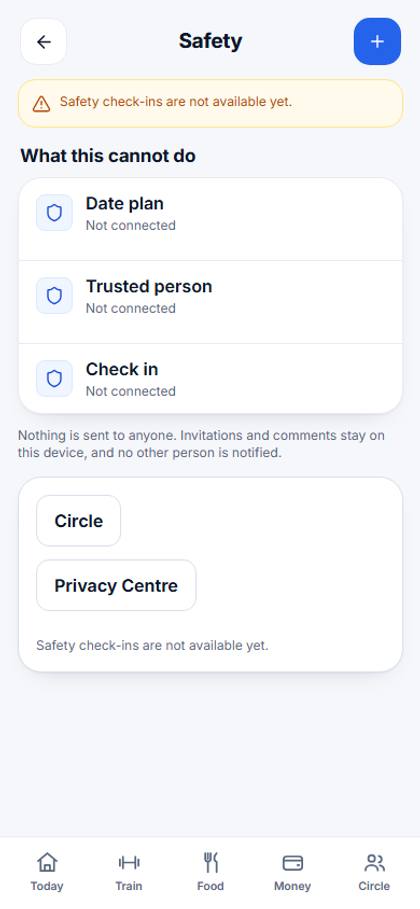 Safety
Safety check-ins are not available yet.
What this cannot do
Date plan
Not connected
Trusted person
Not connected
Check in
Not connected
Nothing is sent to anyone. Invitations and comments stay on
this device, and no other person is notified.
Circle
Privacy Centre
Safety check-ins are not available yet.
Today
Train
Food
Money
Circle